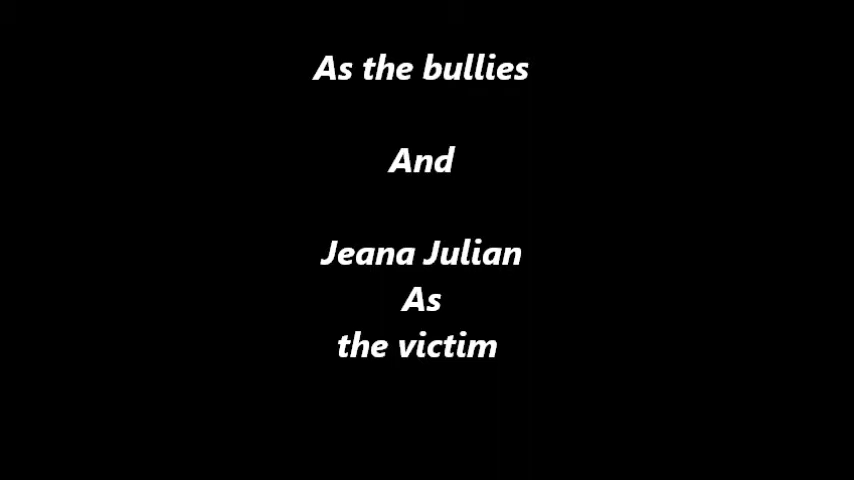 As the bullies
And
Jeana Julian
As
the victim